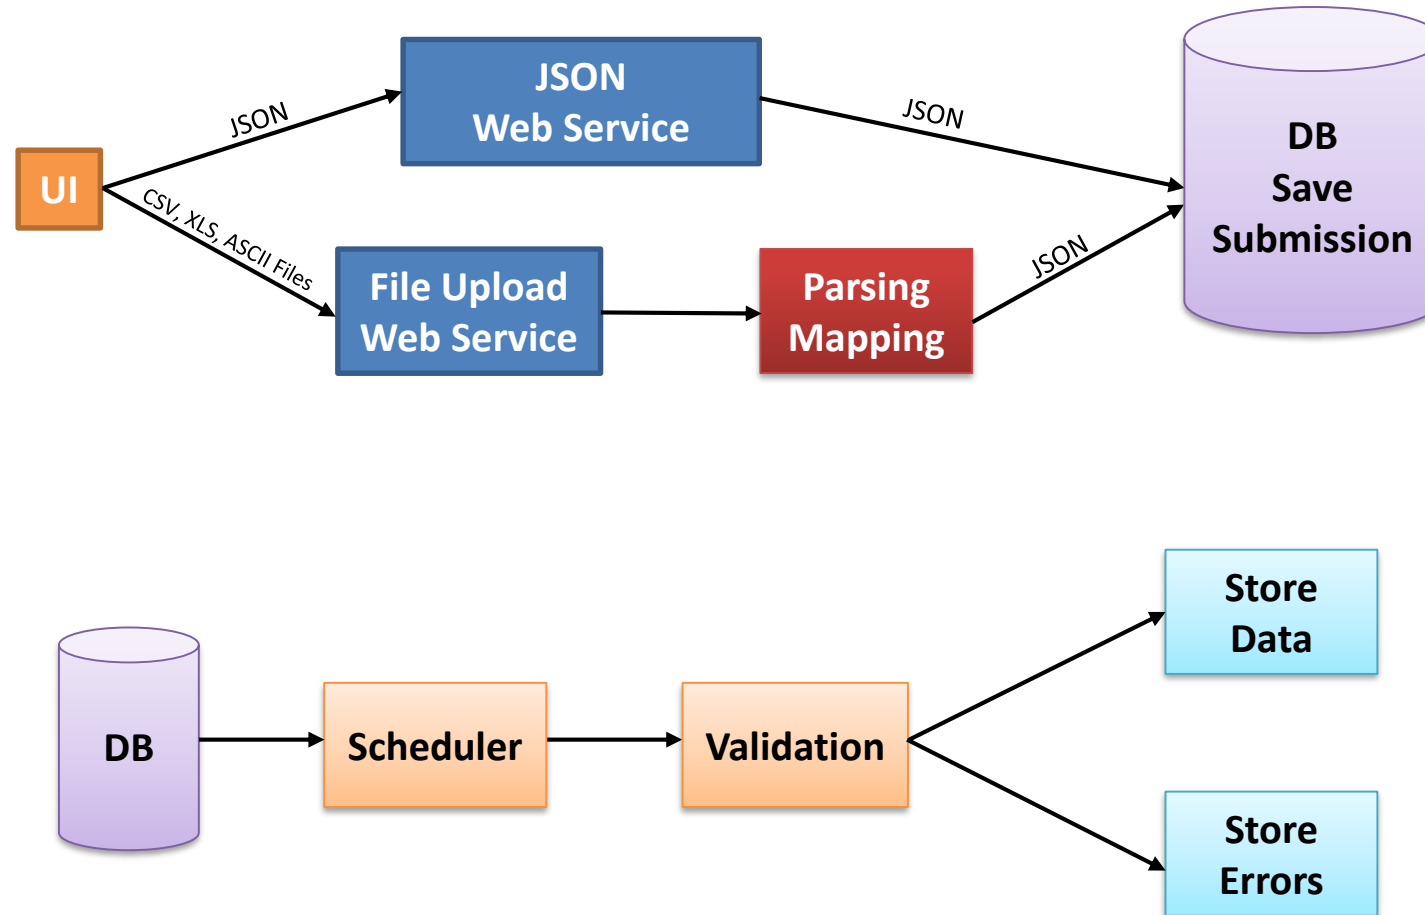 JSON
Web Service
JSON
JSON
UI
DB
Save
Submission
CSV, XLS, ASCII Files
File Upload
Web Service
Parsing
Mapping
JSON
Store
Data
DB
Scheduler
Validation
Store
Errors